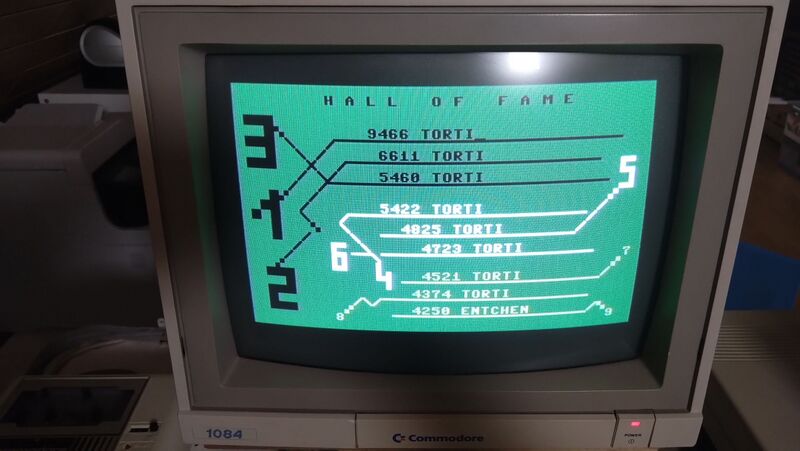 HALL OF FAME
3
9466 TORTI_
6611 TORTI
5460 TORTI
5
1
5422 TORTI
4825 TORTI
6
4723 TORTI
7
2
4
4521 TORTI
4374 TORTI
8
4250 ENTCHEN
9
1084
Commodore
POWER